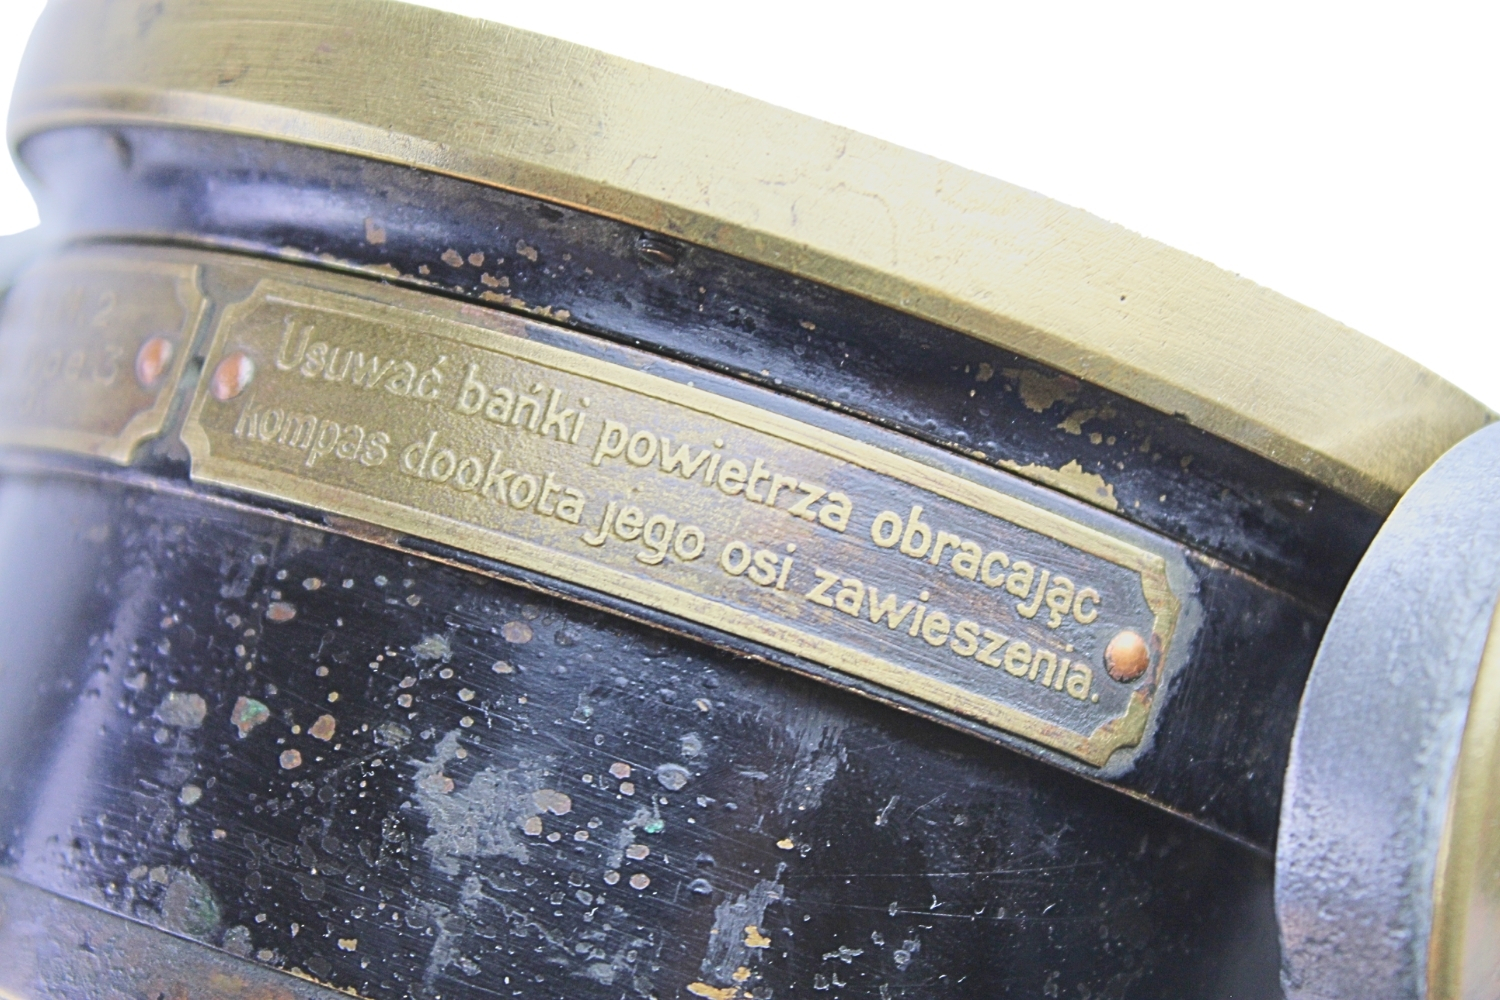 Usuwać bańki powietrza obracając
kompas dookoła jego osi zawieszenia.